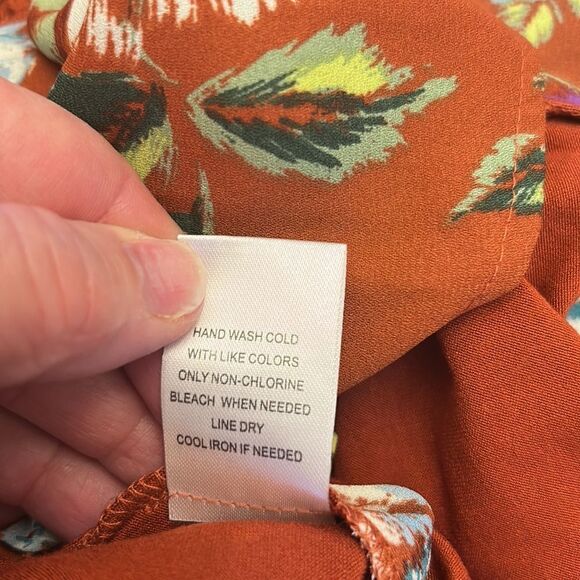 HAND WASH COLD
WITH LIKE COLORS
ONLY NON-CHLORINE
BLEACH WHEN NEEDED
LINE DRY
COOL IRON IF NEEDED